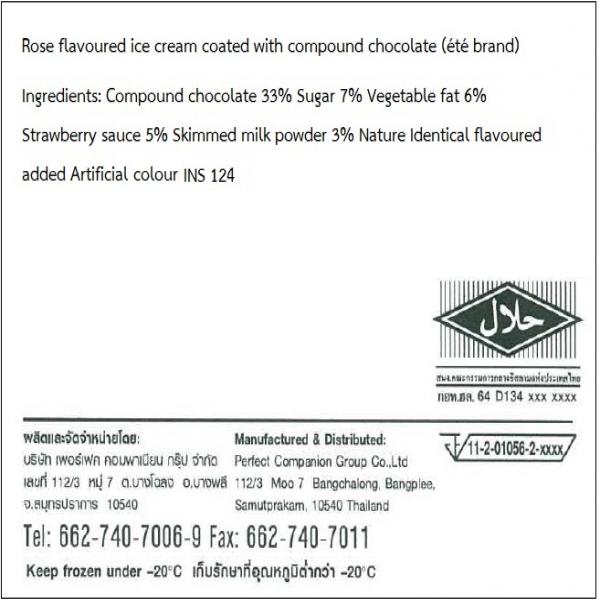 Rose flavoured ice cream coated with compound chocolate (été brand)
Ingredients: Compound chocolate 33% Sugar 7% Vegetable fat 6%
Strawberry sauce 5% Skimmed milk powder 3% Nature Identical flavoured
added Artificial colour INS 124
حلال
สนง.คณะกรรมการกลางอิสลามแห่งประเทศไทย
กอท.ฮล. 64 D134 xxx xxxx
ผลิตและจัดจำหน่ายโดย:
บริษัท เพอร์เฟค คอมพาเนียน กรุ๊ป จำกัด
เลขที่ 112/3 หมู่ 7 ต.บางโฉลง อ.บางพลี
จ.สมุทรปราการ 10540
Manufactured & Distributed:
Perfect Companion Group Co.,Ltd
112/3 Moo 7 Bangchalong, Bangplee,
Samutprakarn, 10540 Thailand
11-2-01056-2-xxxx
Tel: 662-740-7006-9 Fax: 662-740-7011
Keep frozen under -20°C เก็บรักษาที่อุณหภูมิต่ำกว่า -20°C